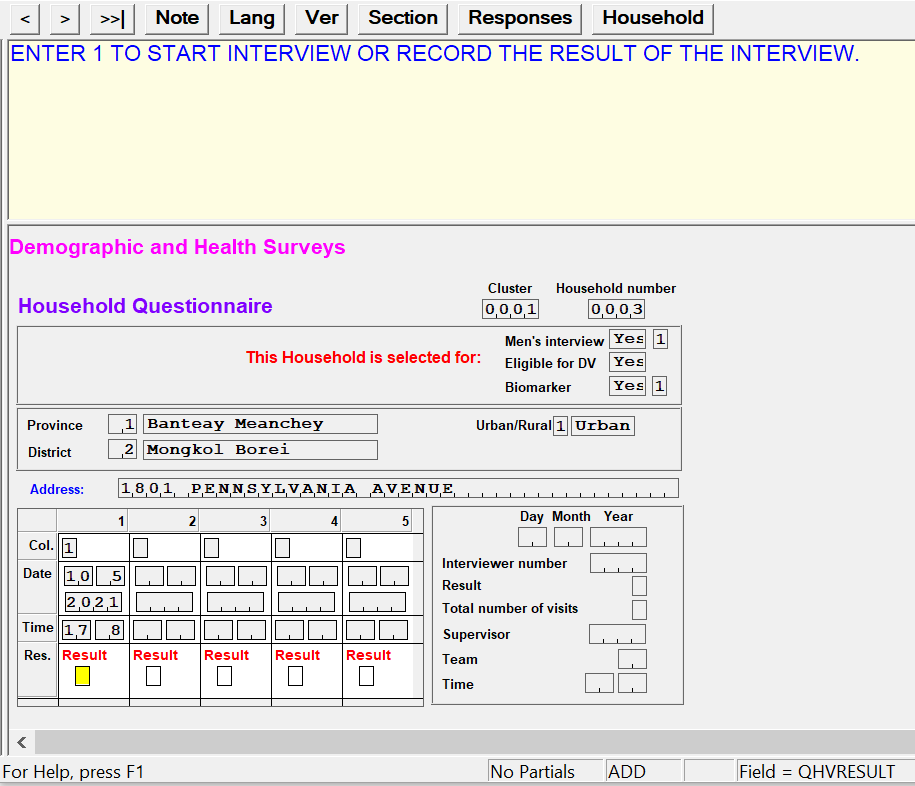 < > >>| Note Lang Ver Section Responses Household
ENTER 1 TO START INTERVIEW OR RECORD THE RESULT OF THE INTERVIEW.
Demographic and Health Surveys
Cluster Household number
Household Questionnaire 0001 0003
Men's interview Yes 1
This Household is selected for:
Eligible for DV Yes
Biomarker Yes 1
Province 1 Banteay Meanchey Urban/Rural 1 Urban
District 2 Mongkol Borei
Address: 1801 PENNSYLVANIA AVENUE
1 2 3 4 5
Col. 1
Date 10 5
2021
Time 17 8
Res. Result Result Result Result Result
Day Month Year
Interviewer number
Result
Total number of visits
Supervisor
Team
Time
<
For Help, press F1 No Partials ADD Field = QHVRESULT